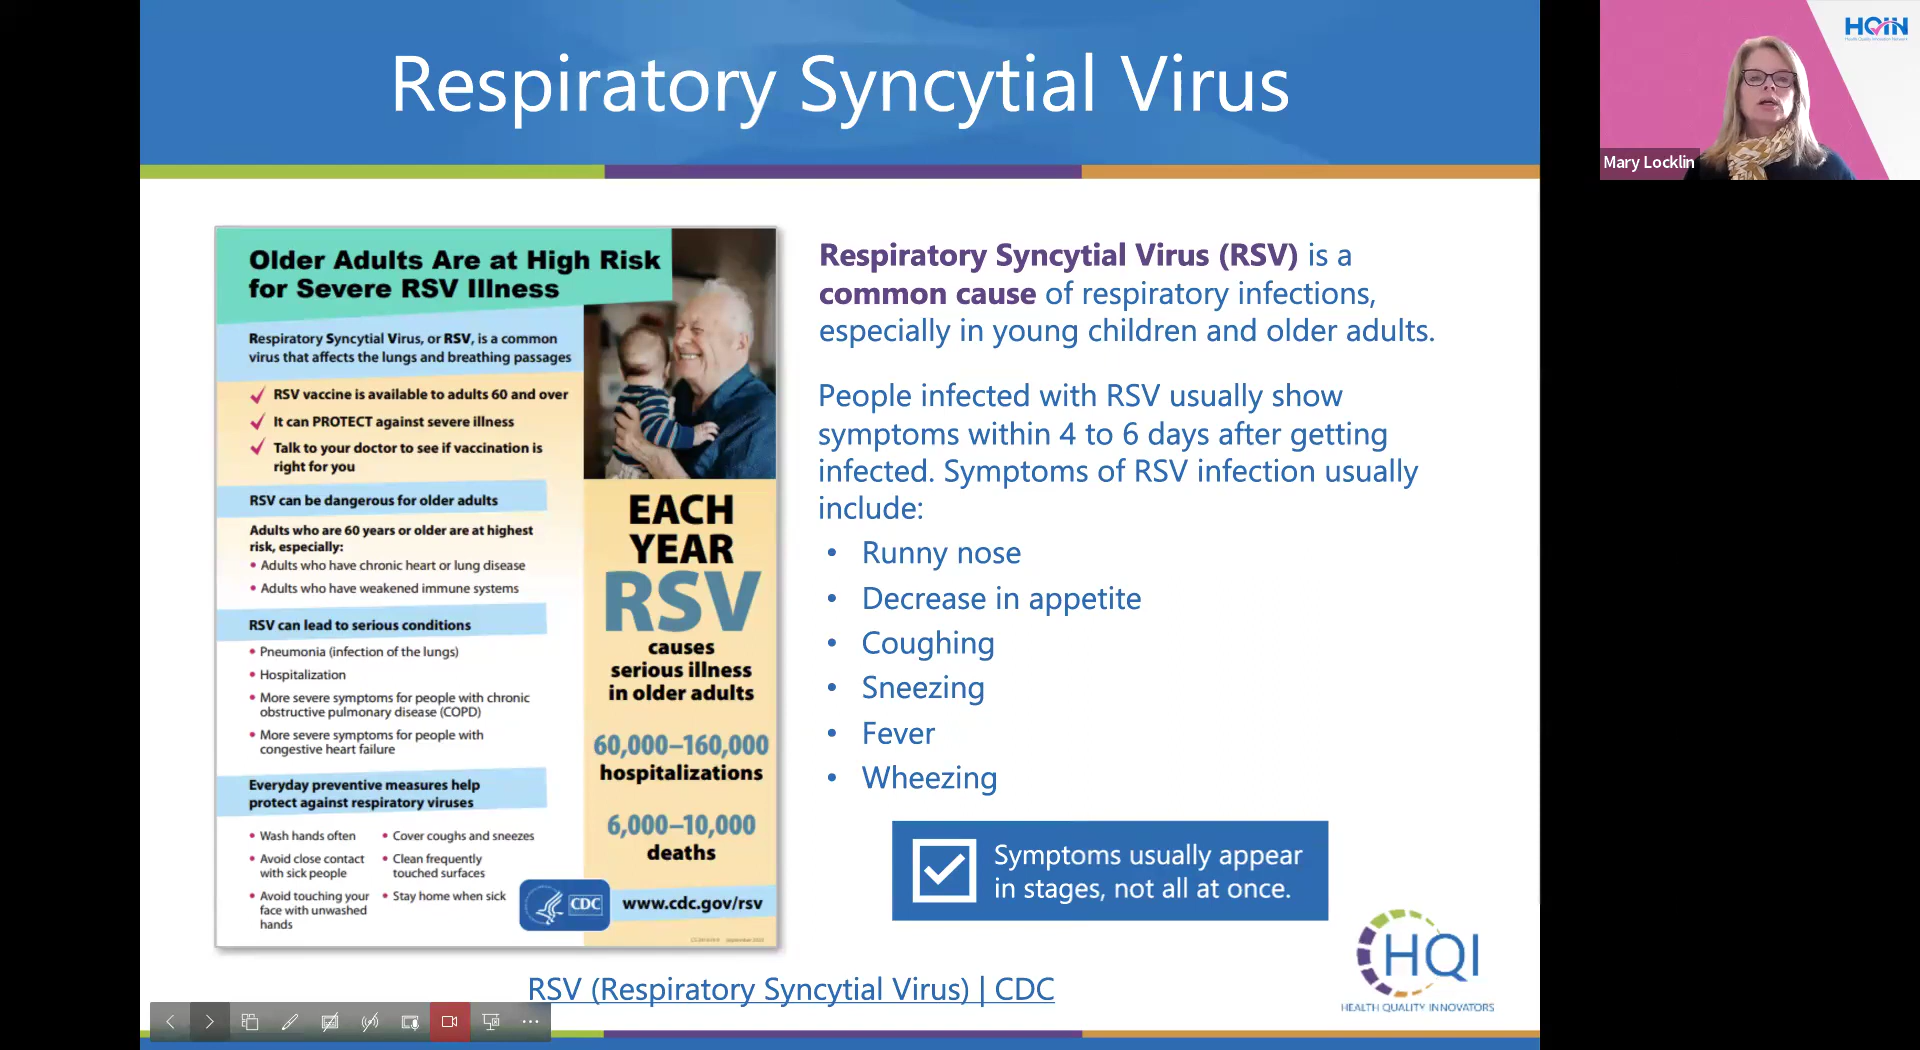 Respiratory Syncytial Virus
HQIN
Mary Locklin
Older Adults Are at High Risk
for Severe RSV Illness
Respiratory Syncytial Virus, or RSV, is a common
virus that affects the lungs and breathing passages
RSV vaccine is available to adults 60 and over
It can PROTECT against severe illness
Talk to your doctor to see if vaccination is
right for you
RSV can be dangerous for older adults
Adults who are 60 years or older are at highest
risk, especially:
• Adults who have chronic heart or lung disease
• Adults who have weakened immune systems
RSV can lead to serious conditions
• Pneumonia (infection of the lungs)
• Hospitalization
• More severe symptoms for people with chronic
obstructive pulmonary disease (COPD)
• More severe symptoms for people with
congestive heart failure
Everyday preventive measures help
protect against respiratory viruses
• Wash hands often
• Avoid close contact
with sick people
• Avoid touching your
face with unwashed
hands
• Cover coughs and sneezes
• Clean frequently
touched surfaces
• Stay home when sick
EACH
YEAR
RSV
causes
serious illness
in older adults
60,000–160,000
hospitalizations
6,000–10,000
deaths
CDC
www.cdc.gov/rsv
Respiratory Syncytial Virus (RSV) is a
common cause of respiratory infections,
especially in young children and older adults.
People infected with RSV usually show
symptoms within 4 to 6 days after getting
infected. Symptoms of RSV infection usually
include:
• Runny nose
• Decrease in appetite
• Coughing
• Sneezing
• Fever
• Wheezing
Symptoms usually appear
in stages, not all at once.
RSV (Respiratory Syncytial Virus) | CDC
HQI
HEALTH QUALITY INNOVATORS